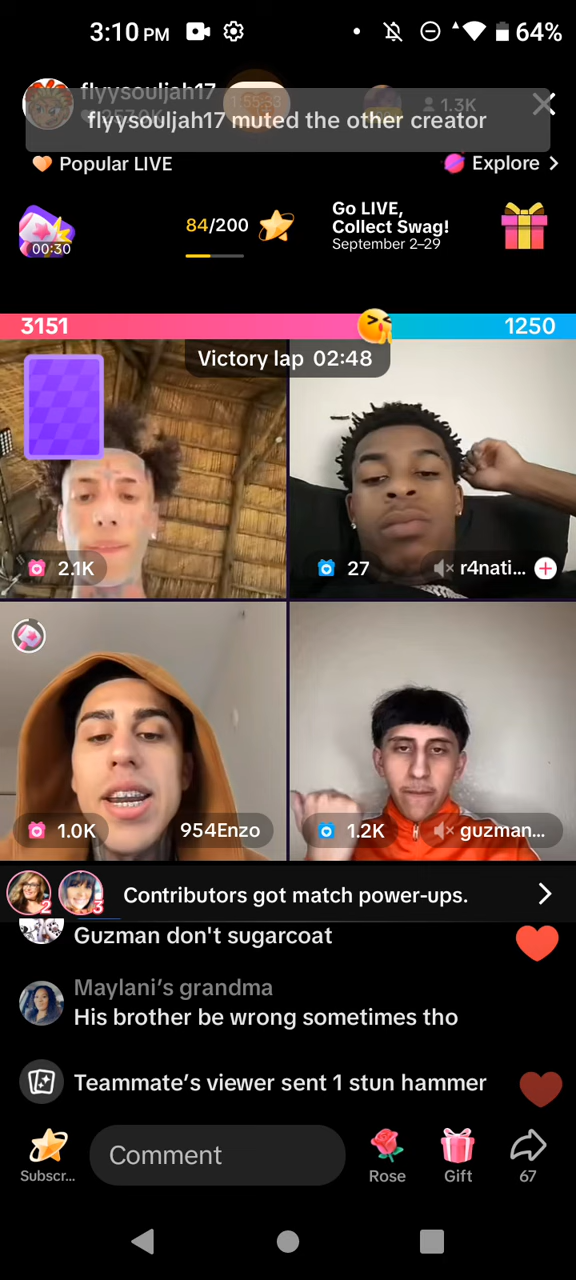 3:10 PM
64%
flyysouljah17
1.3K
flyysouljah17 muted the other creator
Popular LIVE
Explore >
00:30
84/200
Go LIVE,
Collect Swag!
September 2–29
3151
1250
Victory lap 02:48
2.1K
27
r4nati...
1.0K
954Enzo
1.2K
guzman...
2
3
Contributors got match power-ups.
Guzman don't sugarcoat
Maylani's grandma
His brother be wrong sometimes tho
Teammate's viewer sent 1 stun hammer
Subscr...
Comment
Rose
Gift
67